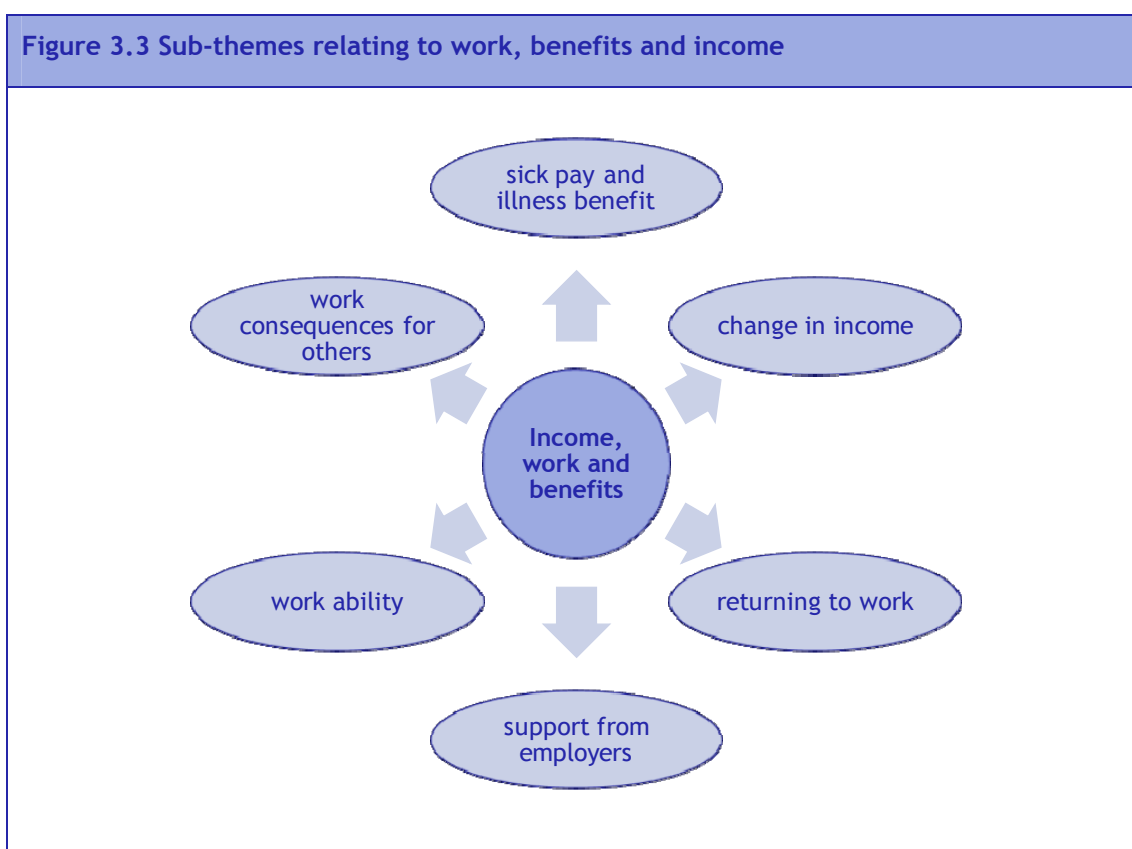 Figure 3.3 Sub-themes relating to work, benefits and income
sick pay and
illness benefit
work
consequences for
others
change in income
Income,
work and
benefits
work ability
returning to work
support from
employers